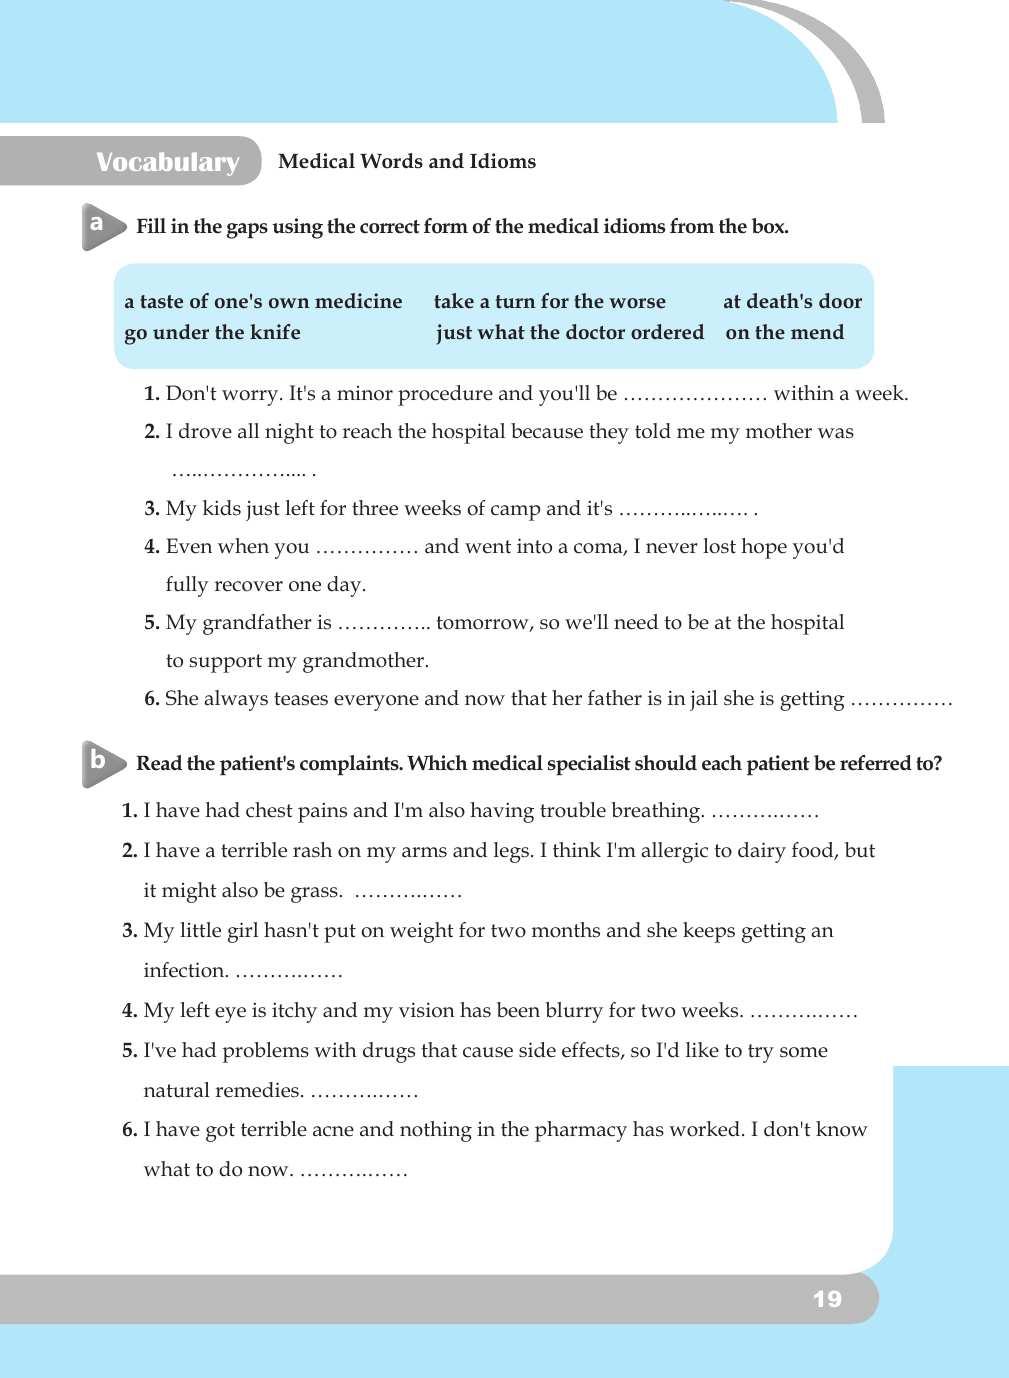 Vocabulary Medical Words and Idioms
a Fill in the gaps using the correct form of the medical idioms from the box.
a taste of one's own medicine take a turn for the worse at death's door
go under the knife just what the doctor ordered on the mend
1. Don't worry. It's a minor procedure and you'll be ………………… within a week.
2. I drove all night to reach the hospital because they told me my mother was
…..………….... .
3. My kids just left for three weeks of camp and it's ………..…..…. .
4. Even when you …………… and went into a coma, I never lost hope you'd
fully recover one day.
5. My grandfather is ………….. tomorrow, so we'll need to be at the hospital
to support my grandmother.
6. She always teases everyone and now that her father is in jail she is getting ……………
b Read the patient's complaints. Which medical specialist should each patient be referred to?
1. I have had chest pains and I'm also having trouble breathing. ……….……
2. I have a terrible rash on my arms and legs. I think I'm allergic to dairy food, but
it might also be grass. ……….……
3. My little girl hasn't put on weight for two months and she keeps getting an
infection. ……….……
4. My left eye is itchy and my vision has been blurry for two weeks. ……….……
5. I've had problems with drugs that cause side effects, so I'd like to try some
natural remedies. ……….……
6. I have got terrible acne and nothing in the pharmacy has worked. I don't know
what to do now. ……….……
19